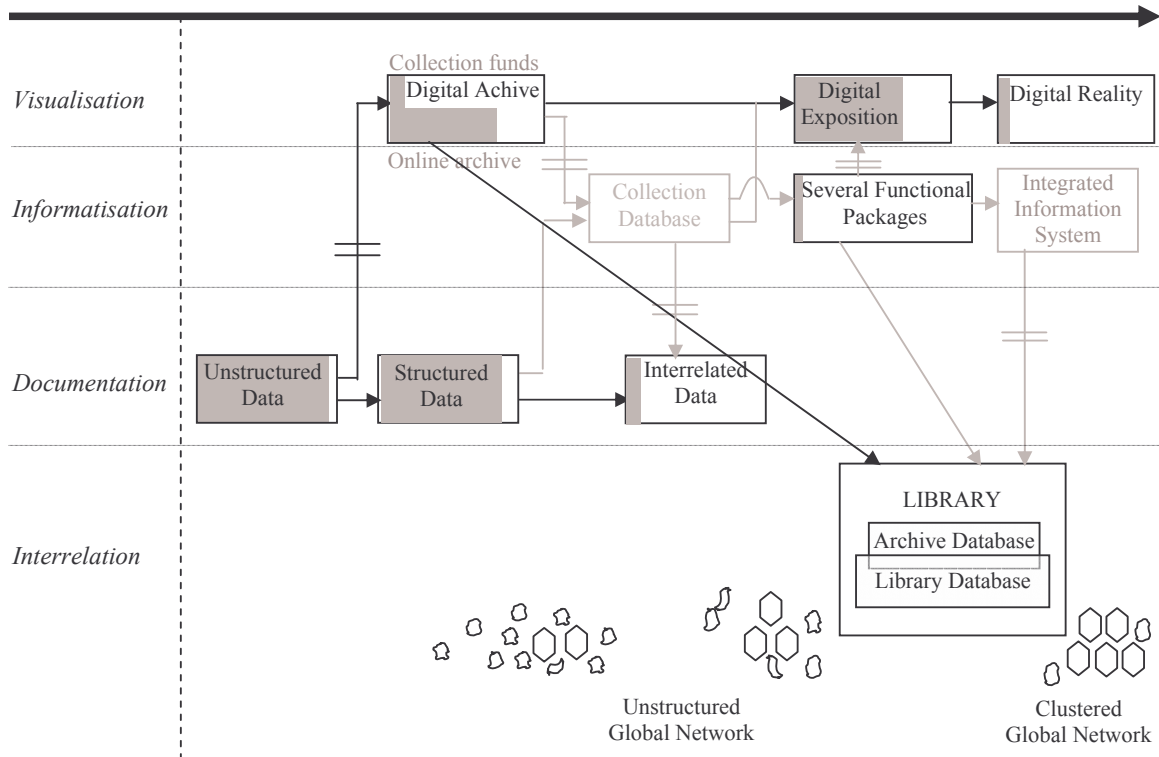 Visualisation
Collection funds
Digital Achive
Online archive
Digital
Exposition
Digital Reality
Informatisation
Collection
Database
Several Functional
Packages
Integrated
Information
System
Documentation
Unstructured
Data
Structured
Data
Interrelated
Data
Interrelation
LIBRARY
Archive Database
Library Database
Unstructured
Global Network
Clustered
Global Network